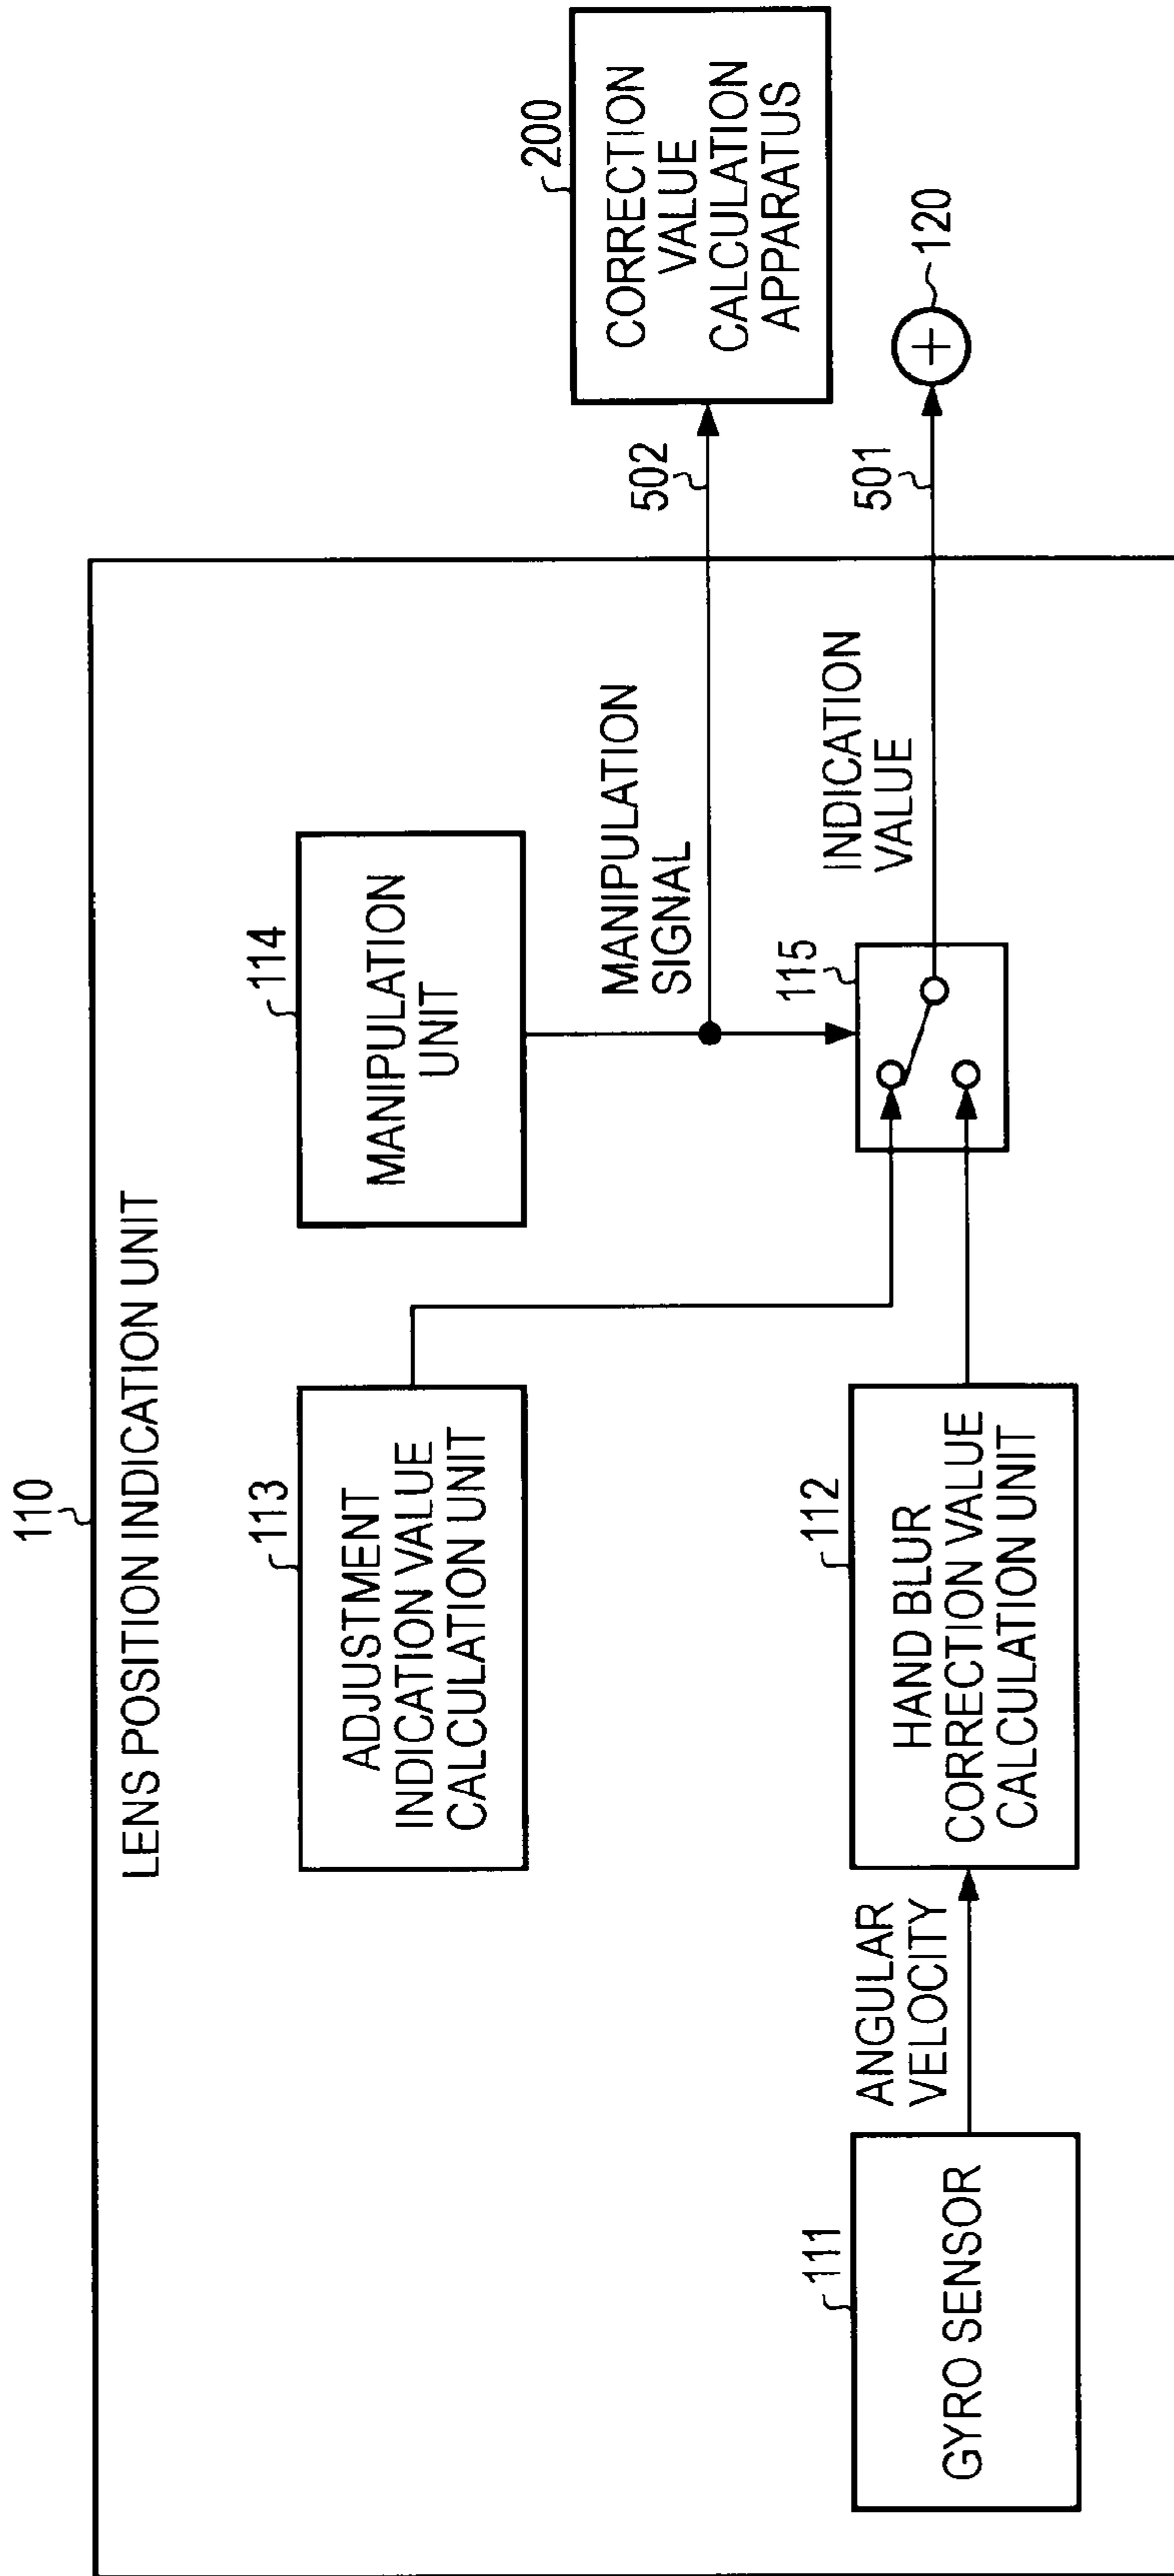 110
LENS POSITION INDICATION UNIT
113
ADJUSTMENT
INDICATION VALUE
CALCULATION UNIT
114
MANIPULATION
UNIT
MANIPULATION
SIGNAL
502
200
CORRECTION
VALUE
CALCULATION
APPARATUS
111
GYRO SENSOR
ANGULAR
VELOCITY
112
HAND BLUR
CORRECTION VALUE
CALCULATION UNIT
115
INDICATION
VALUE
501
120